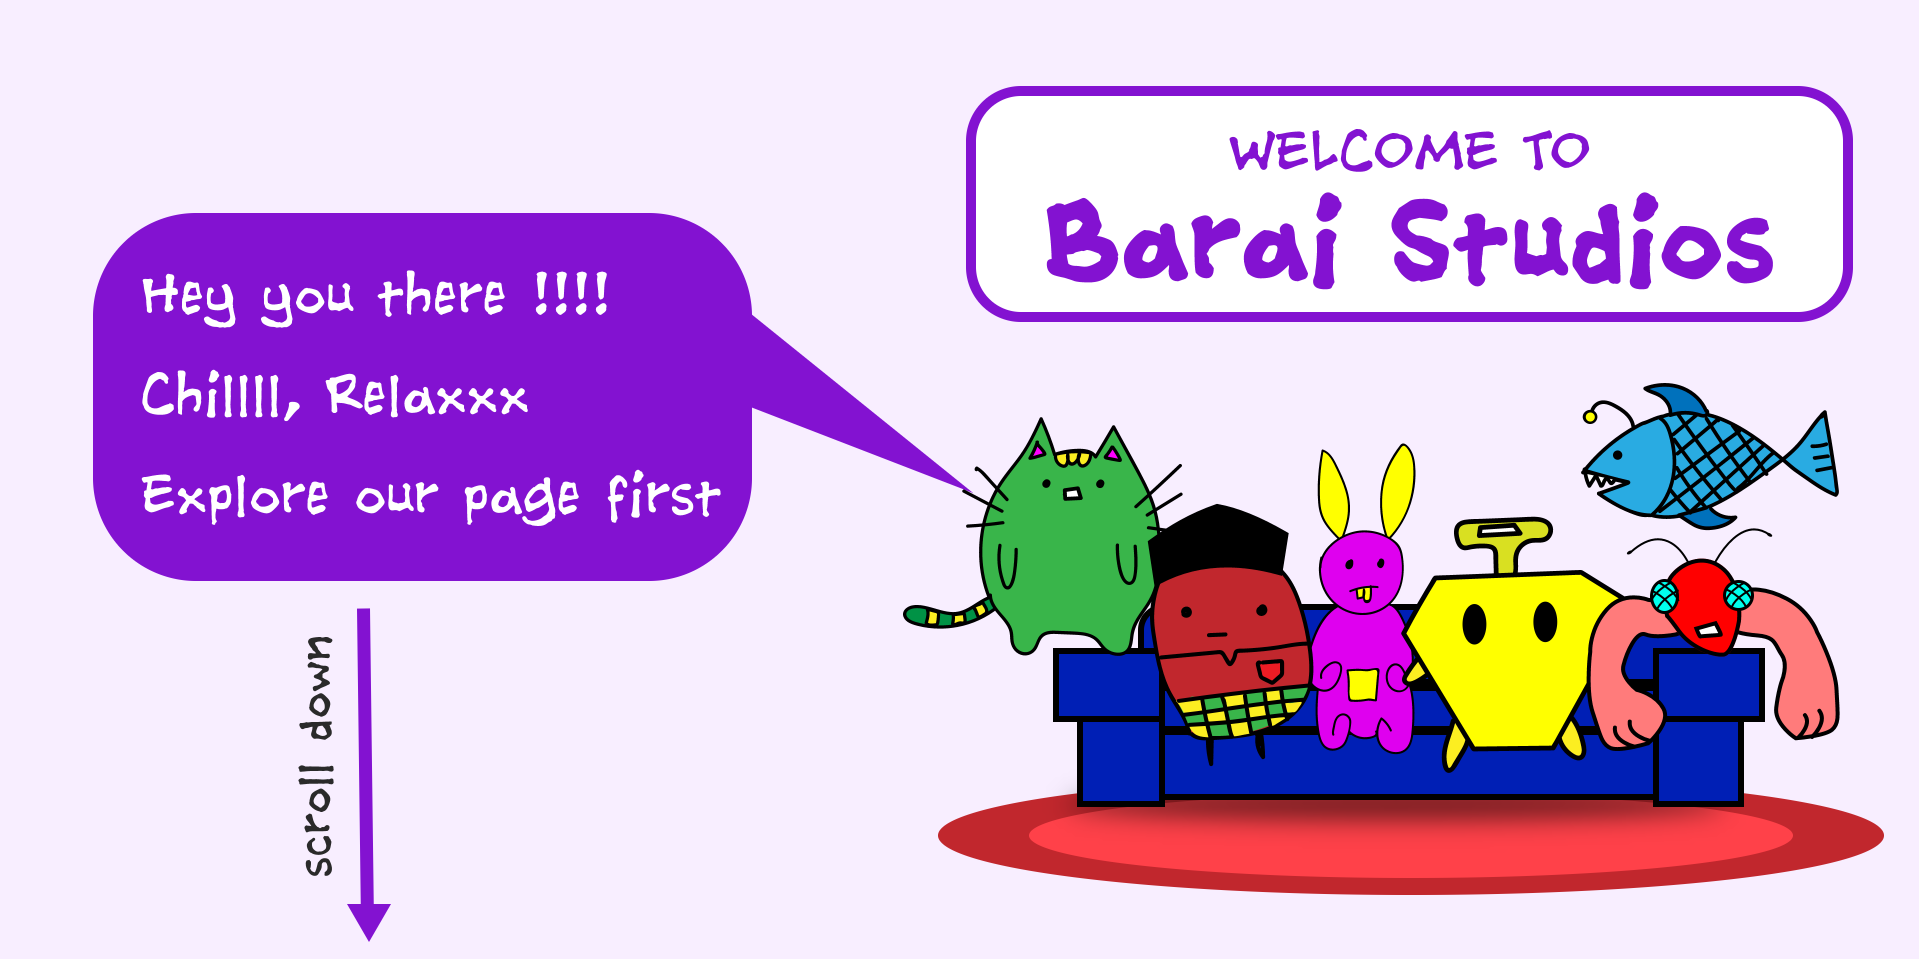 WELCOME TO
Barai Studios
Hey you there !!!!
Chillll, Relaxxx
Explore our page first
scroll down